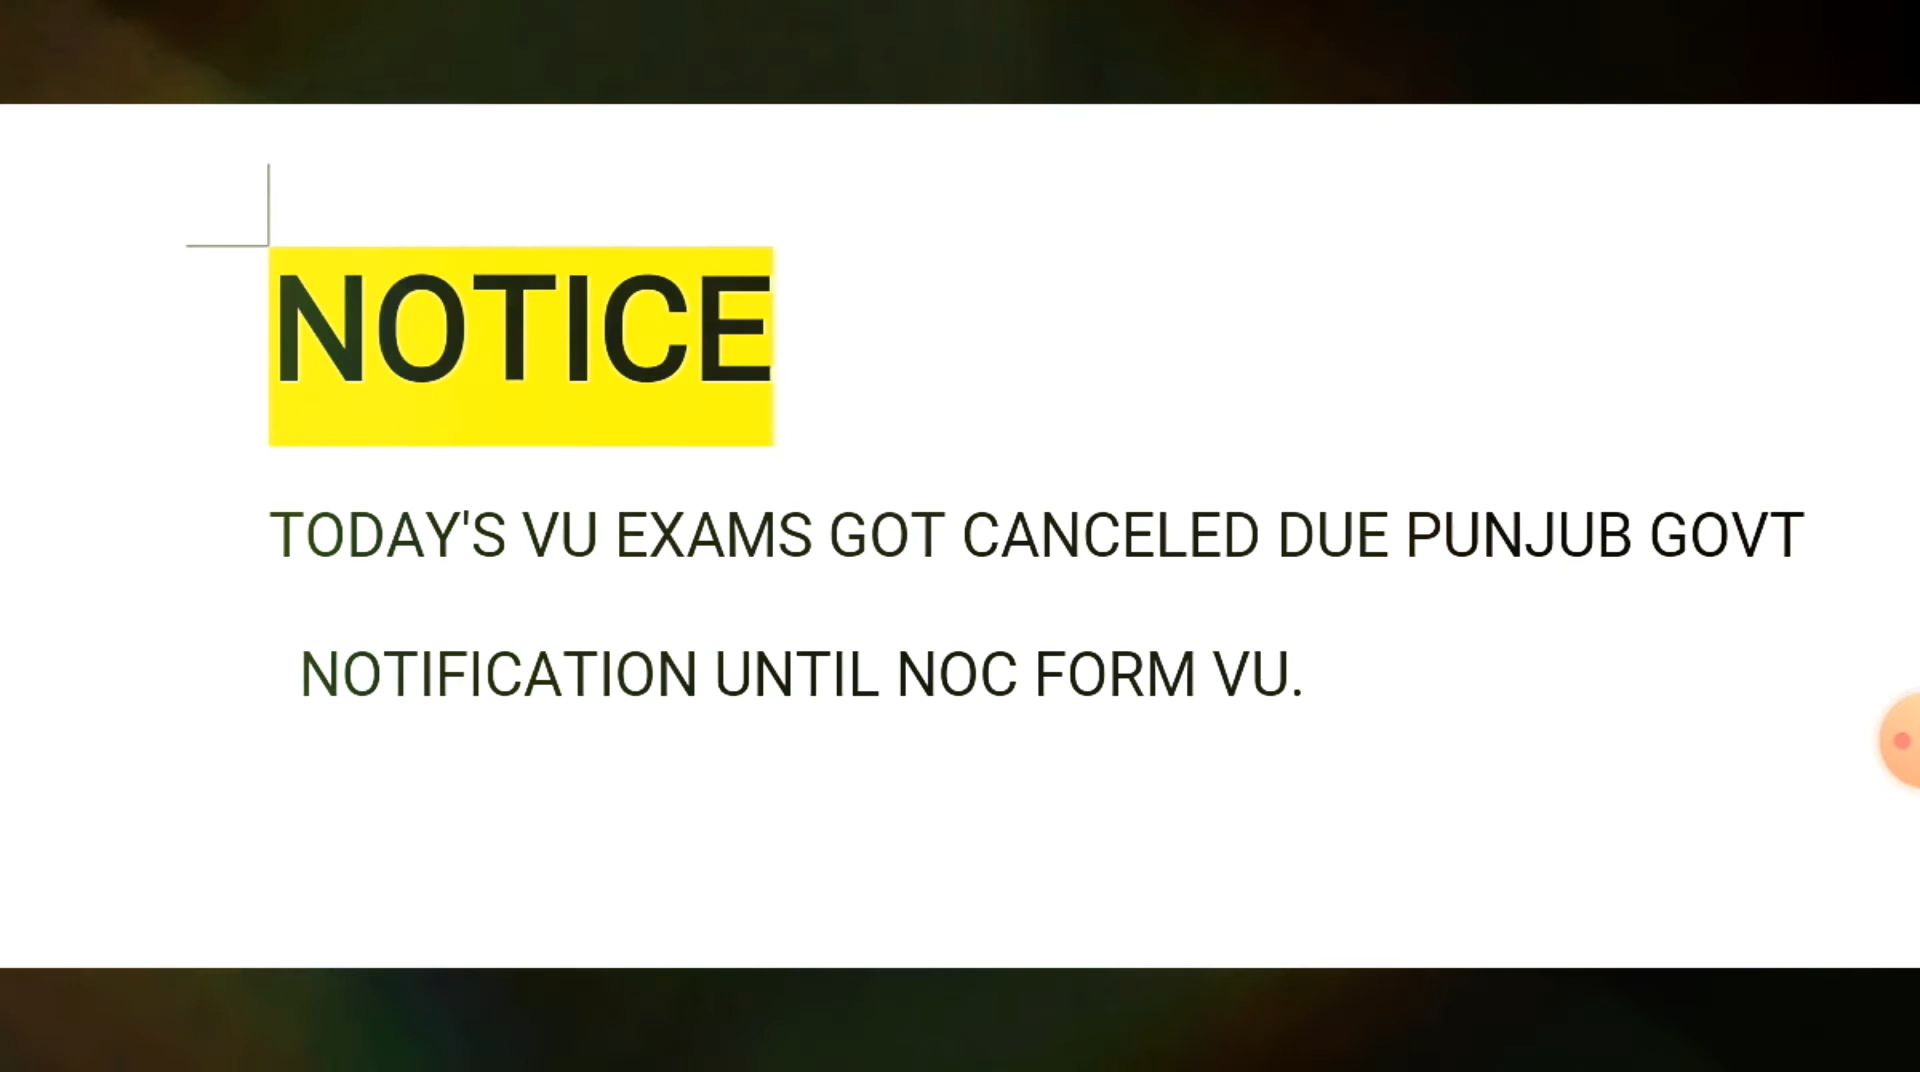 NOTICE
TODAY'S VU EXAMS GOT CANCELED DUE PUNJUB GOVT
NOTIFICATION UNTIL NOC FORM VU.